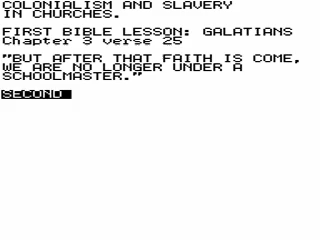 COLONIALISM AND SLAVERY
IN CHURCHES.
FIRST BIBLE LESSON: GALATIANS
Chapter 3 verse 25
"BUT AFTER THAT FAITH IS COME,
WE ARE NO LONGER UNDER A
SCHOOLMASTER."
SECOND